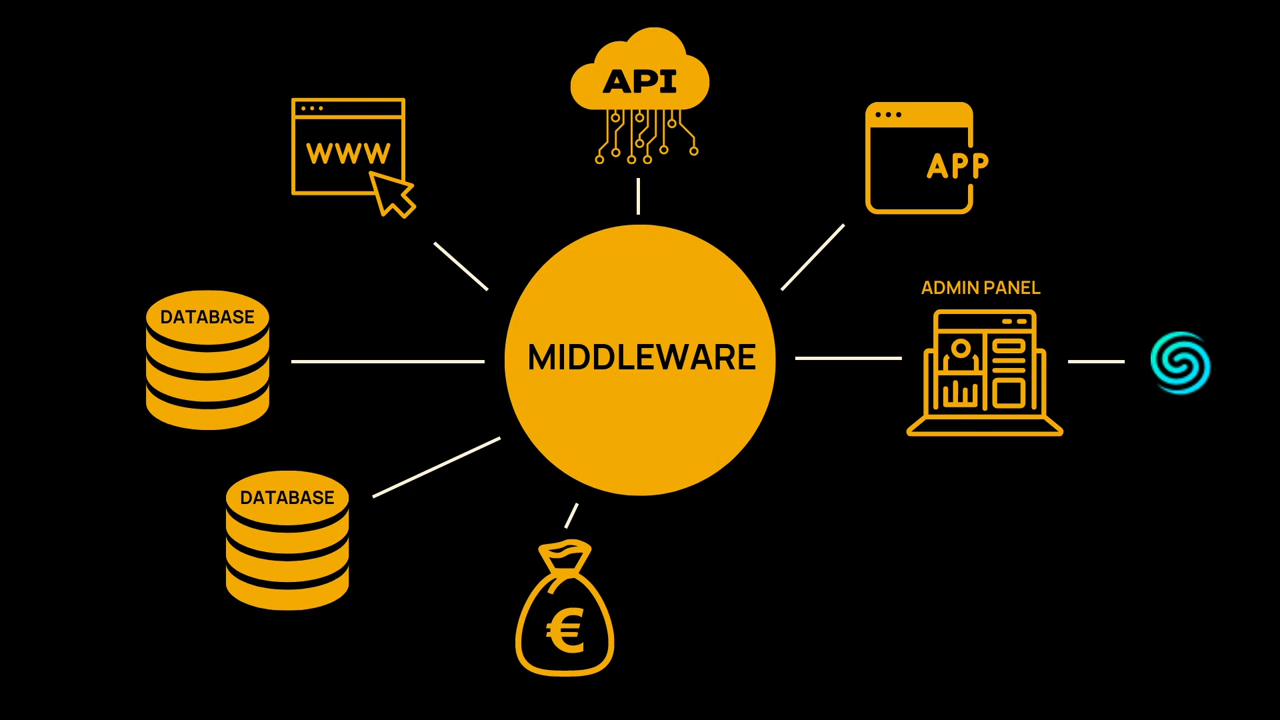 API
WWW
APP
ADMIN PANEL
DATABASE
MIDDLEWARE
DATABASE
€